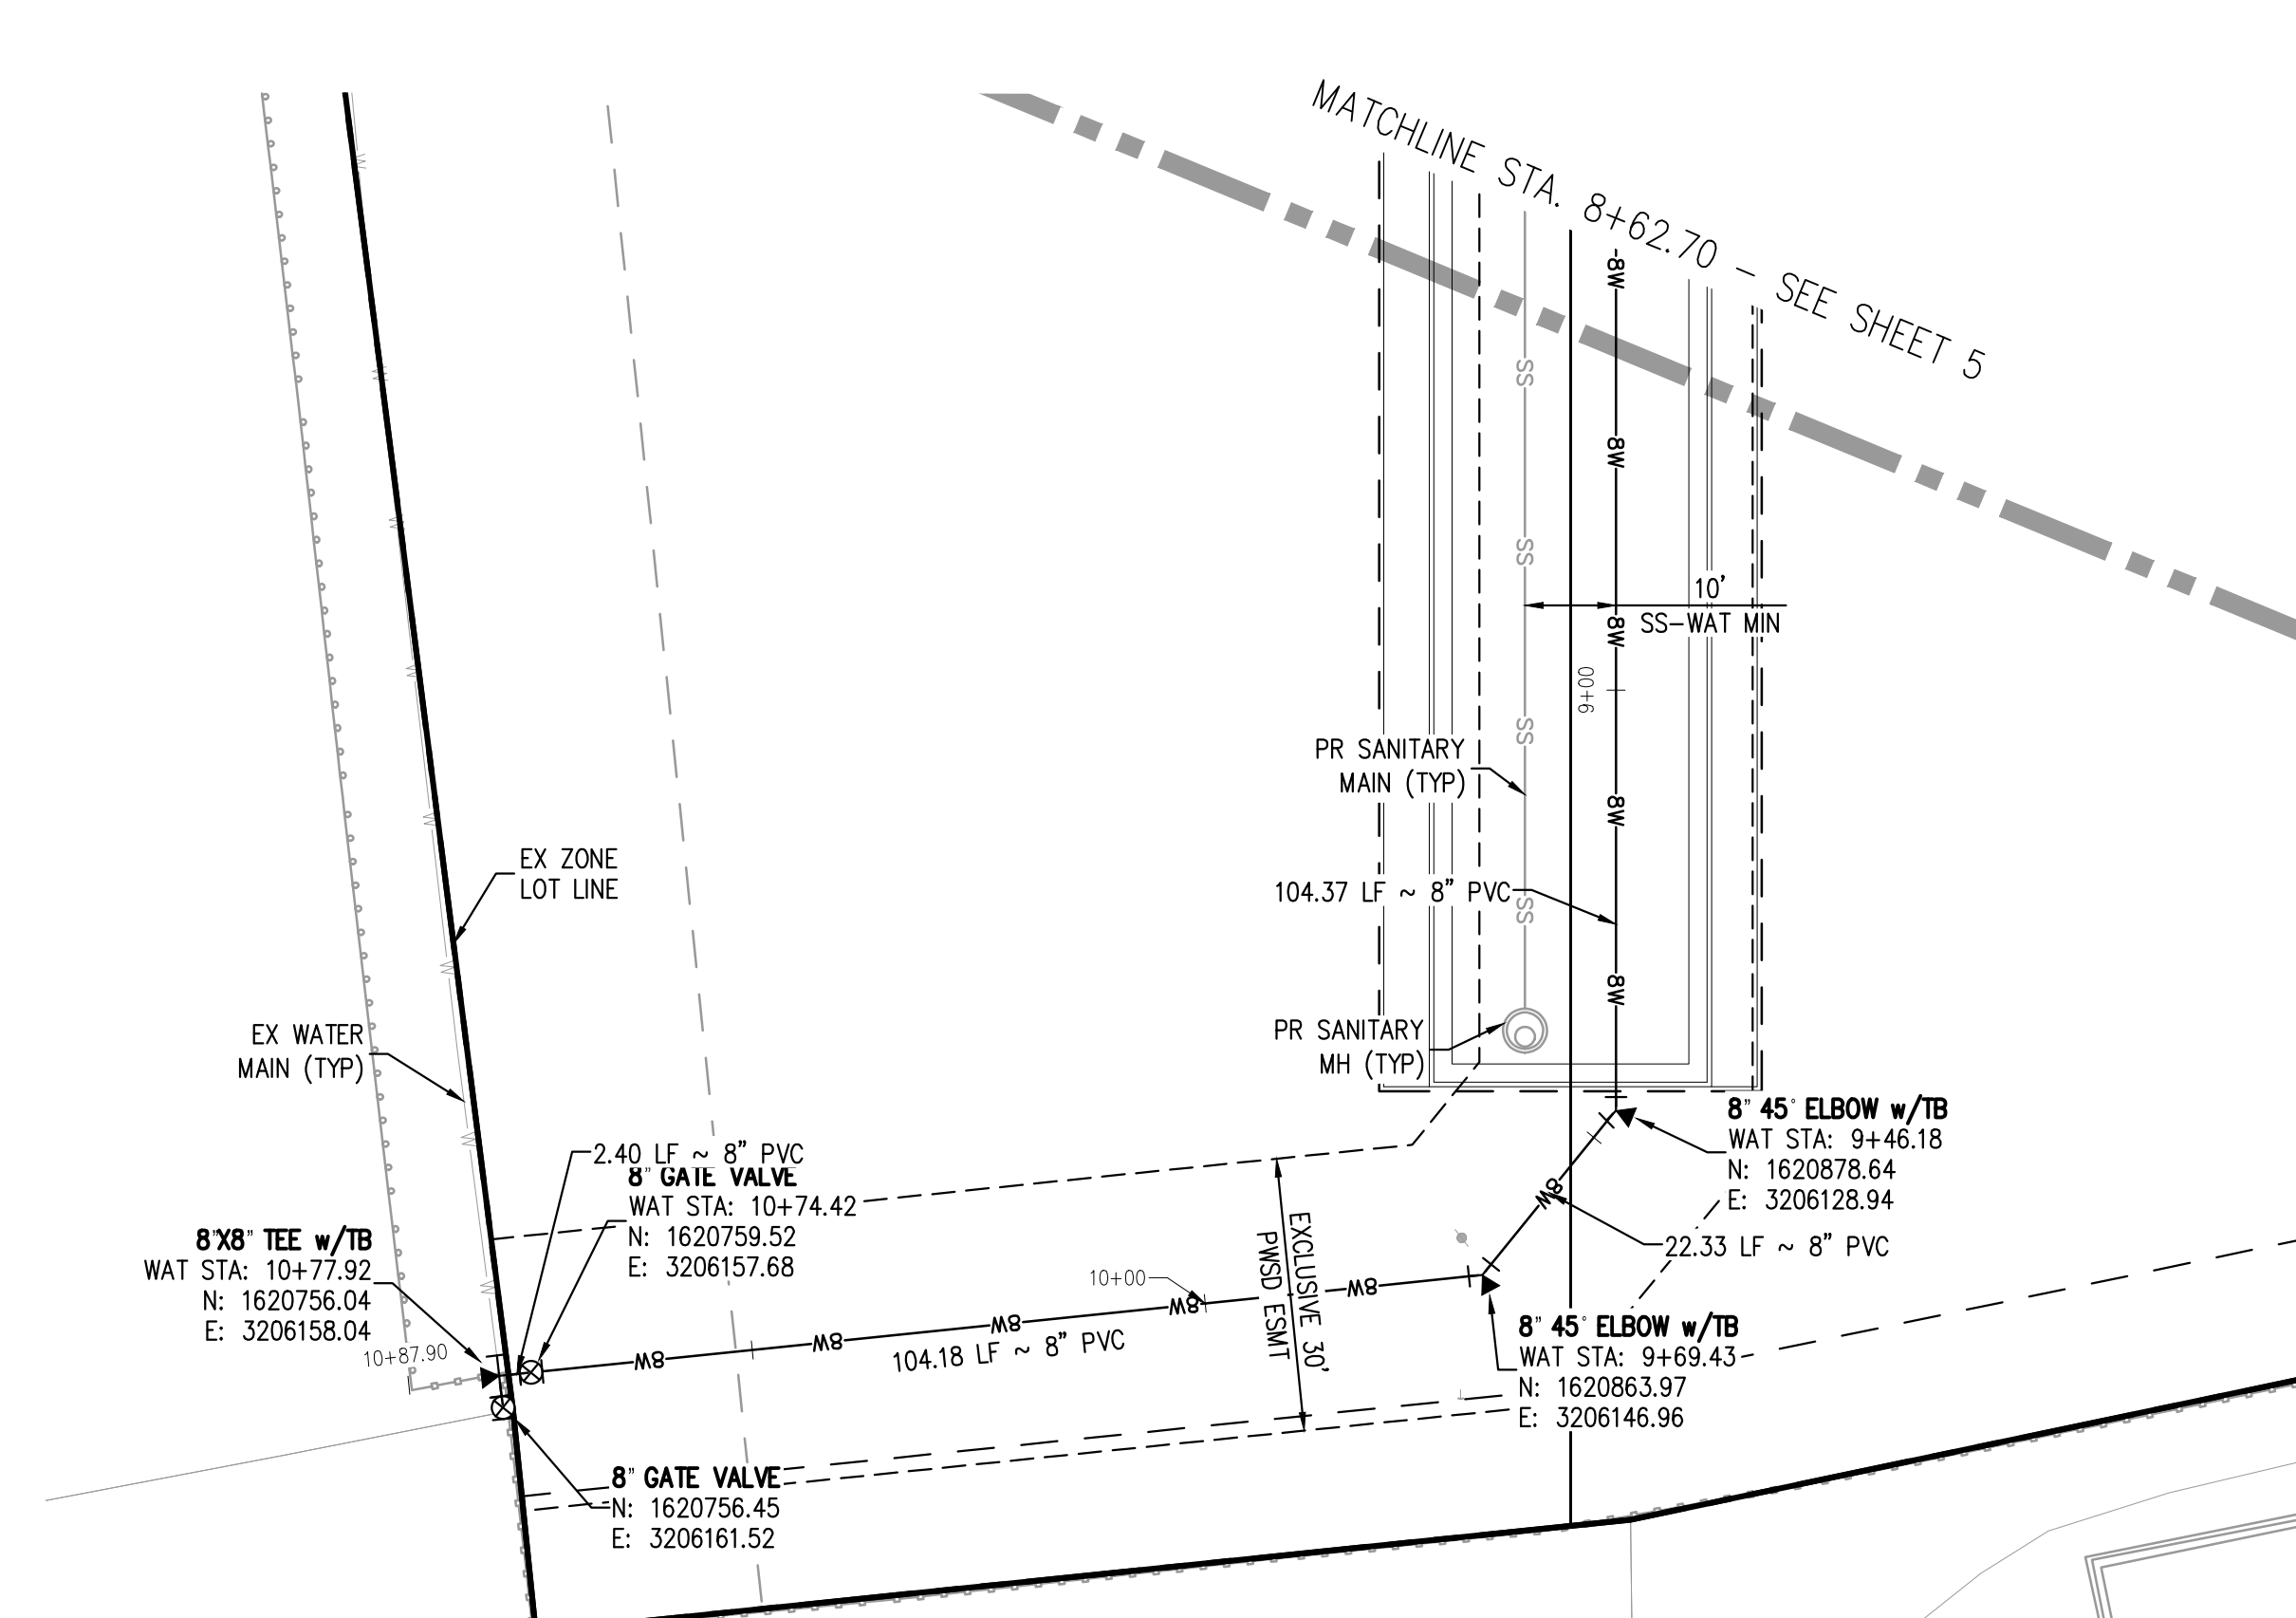 MATCHLINE STA. 8+62.70 - SEE SHEET 5
8W
SS
8W
SS
10'
SS-WAT MIN
8W
9+00
SS
PR SANITARY
MAIN (TYP)
8W
EX ZONE
LOT LINE
104.37 LF ~ 8" PVC
SS
8W
EX WATER
MAIN (TYP)
PR SANITARY
MH (TYP)
8" 45° ELBOW w/TB
WAT STA: 9+46.18
N: 1620878.64
E: 3206128.94
2.40 LF ~ 8" PVC
8" GATE VALVE
WAT STA: 10+74.42
N: 1620759.52
E: 3206157.68
8W
22.33 LF ~ 8" PVC
8"X8" TEE w/TB
WAT STA: 10+77.92
N: 1620756.04
E: 3206158.04
10+87.90
EXCLUSIVE 30'
PWSD ESMT
10+00
8W
8W
8W
8W
8W
104.18 LF ~ 8" PVC
8" 45° ELBOW w/TB
WAT STA: 9+69.43
N: 1620863.97
E: 3206146.96
8" GATE VALVE
N: 1620756.45
E: 3206161.52